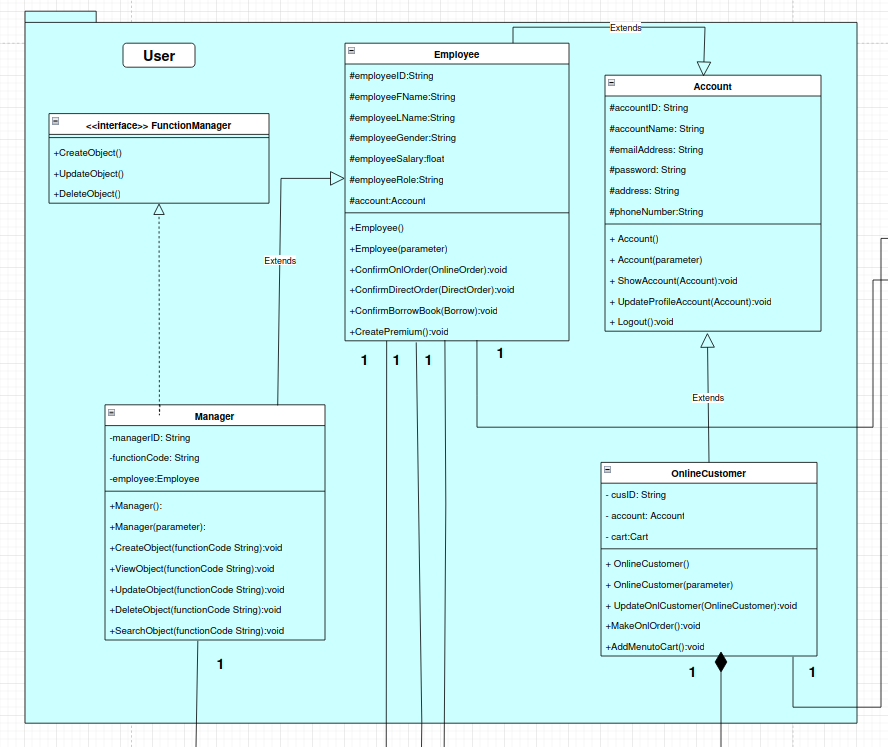 User
<<interface>> FunctionManager
+CreateObject()
+UpdateObject()
+DeleteObject()
Employee
#employeeID:String
#employeeFName:String
#employeeLName:String
#employeeGender:String
#employeeSalary:float
#employeeRole:String
#account:Account
+Employee()
+Employee(parameter)
+ConfirmOnlOrder(OnlineOrder):void
+ConfirmDirectOrder(DirectOrder):void
+ConfirmBorrowBook(Borrow):void
+CreatePremium():void
1
1
1
1
Extends
Account
#accountID: String
#accountName: String
#emailAddress: String
#password: String
#address: String
#phoneNumber:String
+ Account()
+ Account(parameter)
+ ShowAccount(Account):void
+ UpdateProfileAccount(Account):void
+ Logout():void
Extends
Extends
Manager
-managerID: String
-functionCode: String
-employee:Employee
+Manager():
+Manager(parameter):
+CreateObject(functionCode String):void
+ViewObject(functionCode String):void
+UpdateObject(functionCode String):void
+DeleteObject(functionCode String):void
+SearchObject(functionCode String):void
1
OnlineCustomer
- cusID: String
- account: Account
- cart:Cart
+ OnlineCustomer()
+ OnlineCustomer(parameter)
+ UpdateOnlCustomer(OnlineCustomer):void
+MakeOnlOrder():void
+AddMenutoCart():void
1
1